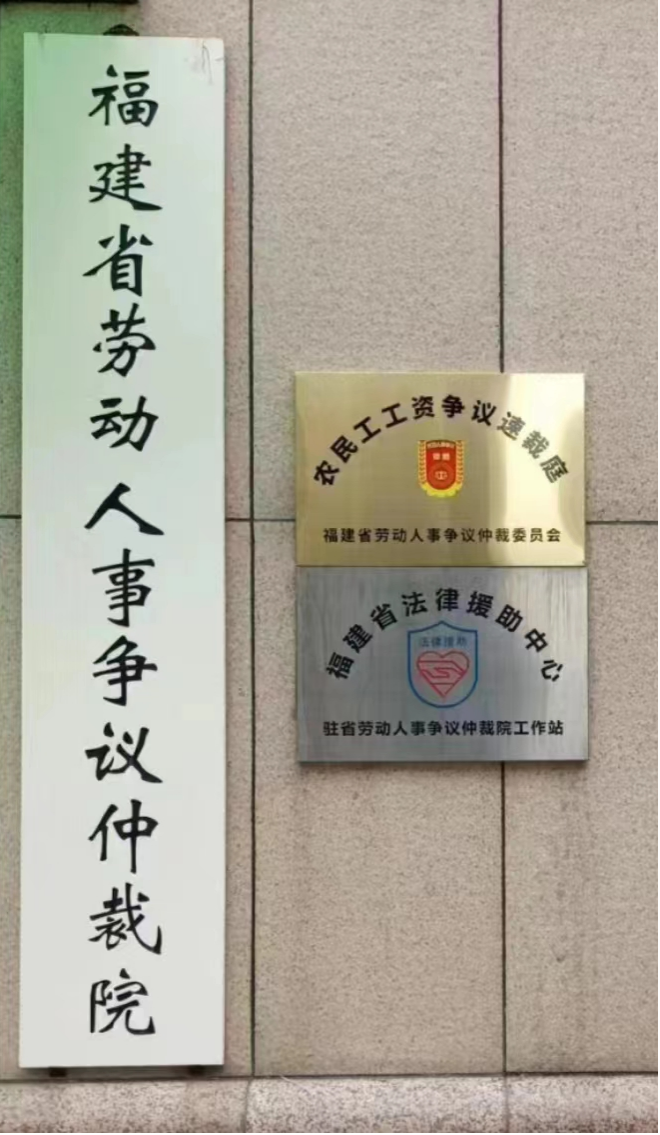 福建省劳动人事争议仲裁院
农民工工资争议速裁庭
福建省劳动人事争议仲裁委员会
福建省法律援助中心
法律援助
驻省劳动人事争议仲裁院工作站